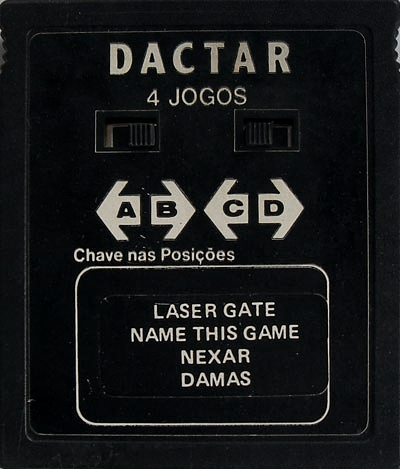 DACTAR
4 JOGOS
A B C D
Chave nas Posições
LASER GATE
NAME THIS GAME
NEXAR
DAMAS